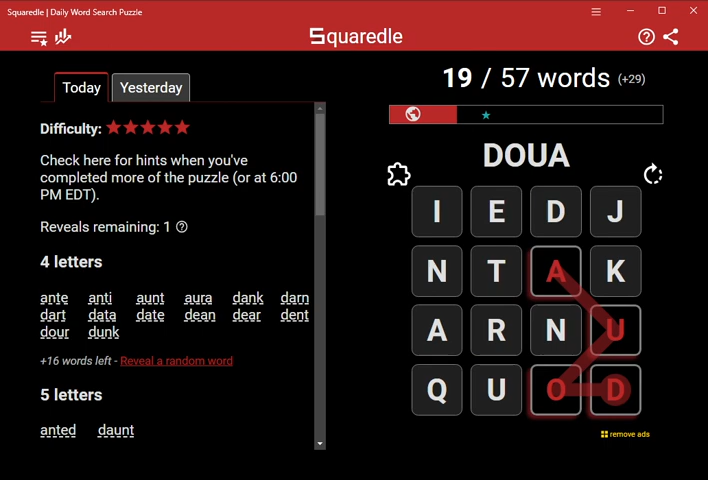 Squaredle | Daily Word Search Puzzle
Squaredle
Today
Yesterday
Difficulty:
Check here for hints when you've
completed more of the puzzle (or at 6:00
PM EDT).
Reveals remaining: 1
4 letters
ante anti aunt aura dank darn
dart data date dean dear dent
dour dunk
+16 words left - Reveal a random word
5 letters
anted daunt
19 / 57 words (+29)
DOUA
I E D J
N T A K
A R N U
Q U O D
remove ads